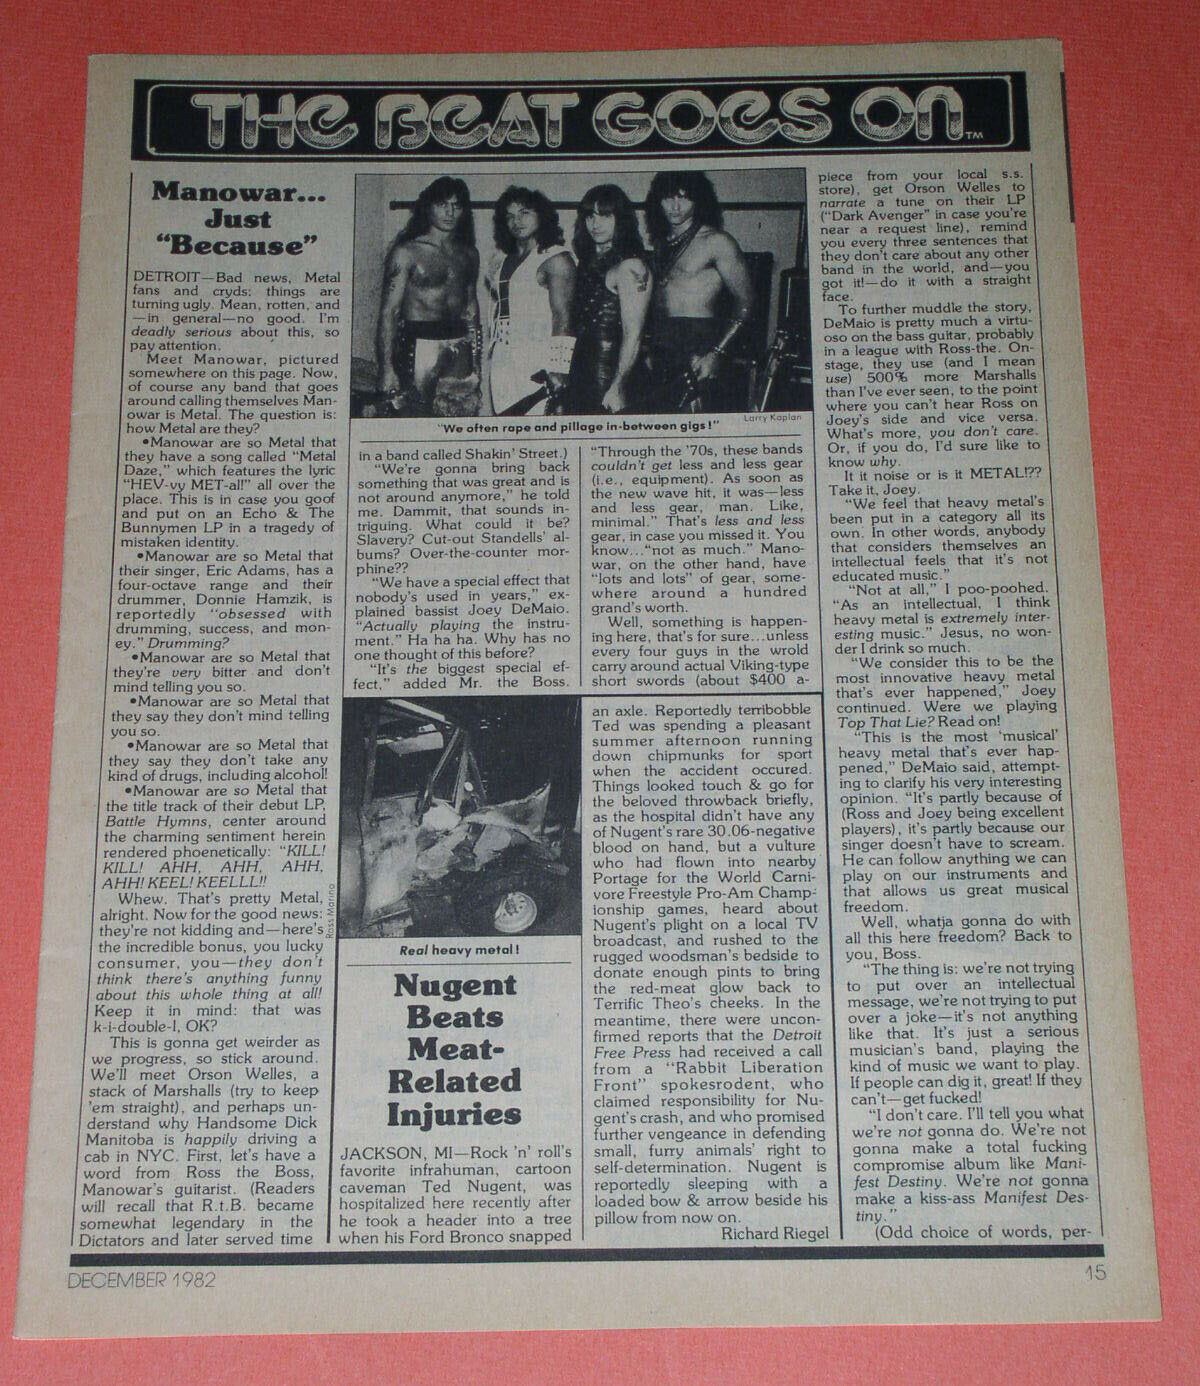 THE BEAT GOES ON TM
Manowar...
Just
"Because"
DETROIT—Bad news, Metal
fans and cryds: things are
turning ugly. Mean, rotten, and
—in general—no good. I'm
deadly serious about this, so
pay attention.
Meet Manowar, pictured
somewhere on this page. Now,
of course any band that goes
around calling themselves Man-
owar is Metal. The question is:
how Metal are they?
•Manowar are so Metal that
they have a song called "Metal
Daze," which features the lyric
"HEV-vy MET-al!" all over the
place. This is in case you goof
and put on an Echo & The
Bunnymen LP in a tragedy of
mistaken identity.
•Manowar are so Metal that
their singer, Eric Adams, has a
four-octave range and their
drummer, Donnie Hamzik, is
reportedly "obsessed with
drumming, success, and mon-
ey." Drumming?
•Manowar are so Metal that
they're very bitter and don't
mind telling you so.
•Manowar are so Metal that
they say they don't mind telling
you so.
•Manowar are so Metal that
they say they don't take any
kind of drugs, including alcohol!
•Manowar are so Metal that
the title track of their debut LP,
Battle Hymns, center around
the charming sentiment herein
rendered phoenetically: "KILL!
KILL! AHH, AHH, AHH,
AHH! KEEL! KEELLL!!
Whew. That's pretty Metal,
alright. Now for the good news:
they're not kidding and—here's
the incredible bonus, you lucky
consumer, you—they don't
think there's anything funny
about this whole thing at all!
Keep it in mind: that was
k-i-double-l, OK?
This is gonna get weirder as
we progress, so stick around.
We'll meet Orson Welles, a
stack of Marshalls (try to keep
'em straight), and perhaps un-
derstand why Handsome Dick
Manitoba is happily driving a
cab in NYC. First, let's have a
word from Ross the Boss,
Manowar's guitarist. (Readers
will recall that R.t.B. became
somewhat legendary in the
Dictators and later served time
Larry Kaplan
"We often rape and pillage in-between gigs!"
in a band called Shakin' Street.)
"We're gonna bring back
something that was great and is
not around anymore," he told
me. Dammit, that sounds in-
triguing. What could it be?
Slavery? Cut-out Standells' al-
bums? Over-the-counter mor-
phine??
"We have a special effect that
nobody's used in years," ex-
plained bassist Joey DeMaio.
"Actually playing the instru-
ment." Ha ha ha. Why has no
one thought of this before?
"It's the biggest special ef-
fect," added Mr. the Boss.
"Through the '70s, these bands
couldn't get less and less gear
(i.e., equipment). As soon as
the new wave hit, it was—less
and less gear, man. Like,
minimal." That's less and less
gear, in case you missed it. You
know..."not as much." Mano-
war, on the other hand, have
"lots and lots" of gear, some-
where around a hundred
grand's worth.
Well, something is happen-
ing here, that's for sure...unless
every four guys in the wrold
carry around actual Viking-type
short swords (about $400 a-
piece from your local s.s.
store), get Orson Welles to
narrate a tune on their LP
("Dark Avenger" in case you're
near a request line), remind
you every three sentences that
they don't care about any other
band in the world, and—you
got it!—do it with a straight
face.
To further muddle the story,
DeMaio is pretty much a virtu-
oso on the bass guitar, probably
in a league with Ross-the. On-
stage, they use (and I mean
use) 500% more Marshalls
than I've ever seen, to the point
where you can't hear Ross on
Joey's side and vice versa.
What's more, you don't care.
Or, if you do, I'd sure like to
know why.
It it noise or is it METAL!??
Take it, Joey.
"We feel that heavy metal's
been put in a category all its
own. In other words, anybody
that considers themselves an
intellectual feels that it's not
educated music."
"Not at all," I poo-poohed.
"As an intellectual, I think
heavy metal is extremely inter-
esting music." Jesus, no won-
der I drink so much.
"We consider this to be the
most innovative heavy metal
that's ever happened," Joey
continued. Were we playing
Top That Lie? Read on!
"This is the most 'musical'
heavy metal that's ever hap-
pened," DeMaio said, attempt-
ing to clarify his very interesting
opinion. "It's partly because of
(Ross and Joey being excellent
players), it's partly because our
singer doesn't have to scream.
He can follow anything we can
play on our instruments and
that allows us great musical
freedom.
Well, whatja gonna do with
all this here freedom? Back to
you, Boss.
"The thing is: we're not trying
to put over an intellectual
message, we're not trying to put
over a joke—it's not anything
like that. It's just a serious
musician's band, playing the
kind of music we want to play.
If people can dig it, great! If they
can't—get fucked!
"I don't care. I'll tell you what
we're not gonna do. We're not
gonna make a total fucking
compromise album like Mani-
fest Destiny. We're not gonna
make a kiss-ass Manifest Des-
tiny."
(Odd choice of words, per-
Ross Marino
Real heavy metal!
Nugent
Beats
Meat-
Related
Injuries
JACKSON, MI—Rock 'n' roll's
favorite infrahuman, cartoon
caveman Ted Nugent, was
hospitalized here recently after
he took a header into a tree
when his Ford Bronco snapped
an axle. Reportedly terribobble
Ted was spending a pleasant
summer afternoon running
down chipmunks for sport
when the accident occured.
Things looked touch & go for
the beloved throwback briefly,
as the hospital didn't have any
of Nugent's rare 30.06-negative
blood on hand, but a vulture
who had flown into nearby
Portage for the World Carni-
vore Freestyle Pro-Am Champ-
ionship games, heard about
Nugent's plight on a local TV
broadcast, and rushed to the
rugged woodsman's bedside to
donate enough pints to bring
the red-meat glow back to
Terrific Theo's cheeks. In the
meantime, there were uncon-
firmed reports that the Detroit
Free Press had received a call
from a "Rabbit Liberation
Front" spokesrodent, who
claimed responsibility for Nu-
gent's crash, and who promised
further vengeance in defending
small, furry animals' right to
self-determination. Nugent is
reportedly sleeping with a
loaded bow & arrow beside his
pillow from now on.
Richard Riegel
DECEMBER 1982
15